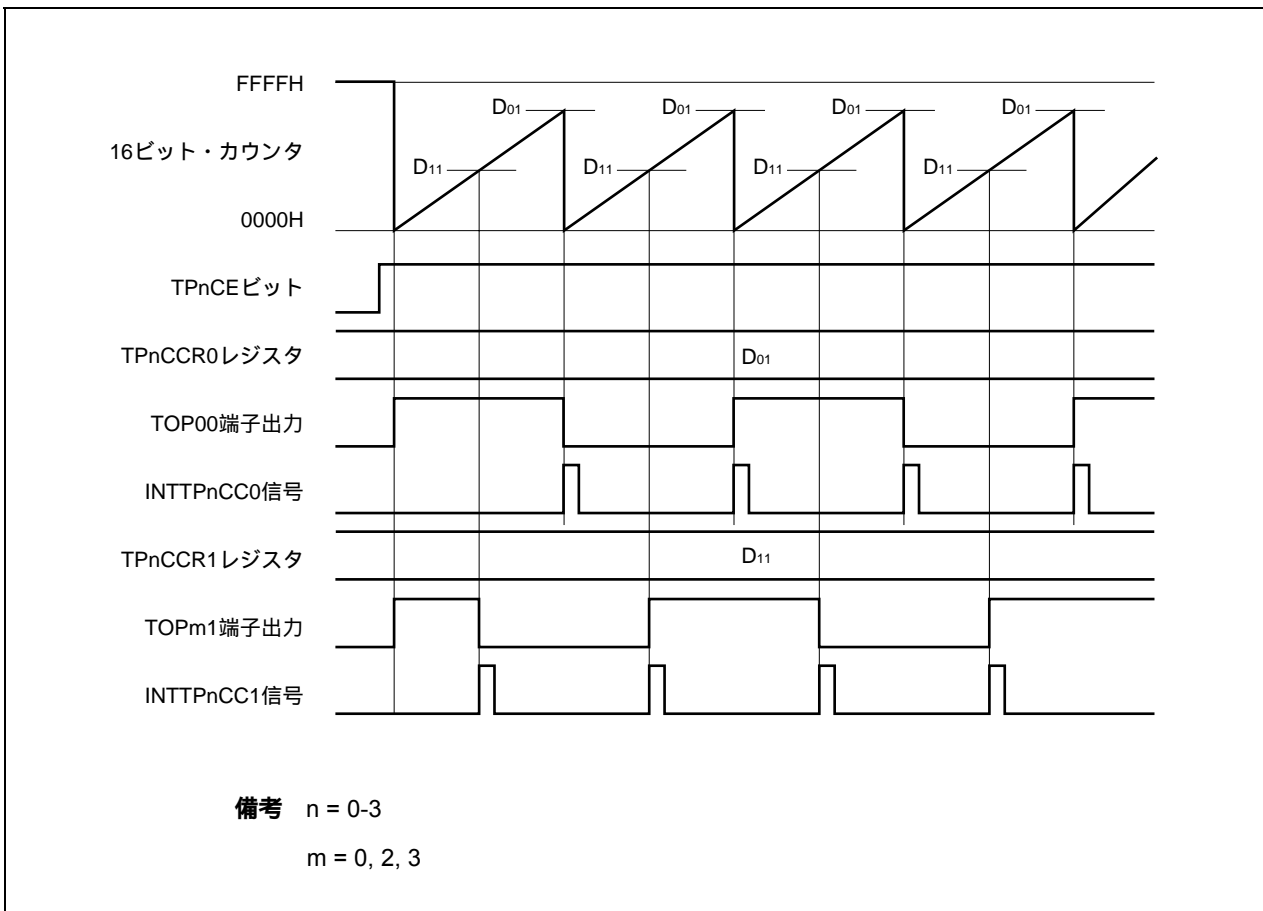 FFFFH
D01 D01 D01 D01
16ビット・カウンタ
D11 D11 D11 D11
0000H
TPnCEビット
TPnCCR0レジスタ D01
TOP00端子出力
INTTPnCC0信号
TPnCCR1レジスタ D11
TOPm1端子出力
INTTPnCC1信号
備考 n = 0-3
m = 0, 2, 3